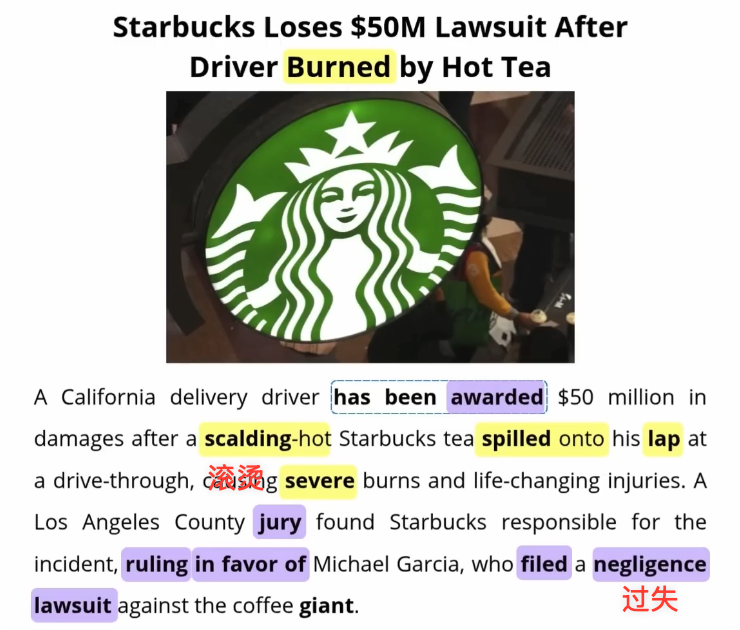 Starbucks Loses $50M Lawsuit After
Driver Burned by Hot Tea
A California delivery driver has been awarded $50 million in
damages after a scalding-hot Starbucks tea spilled onto his lap at
a drive-through, causing severe burns and life-changing injuries. A
滚烫
Los Angeles County jury found Starbucks responsible for the
incident, ruling in favor of Michael Garcia, who filed a negligence
过失
lawsuit against the coffee giant.